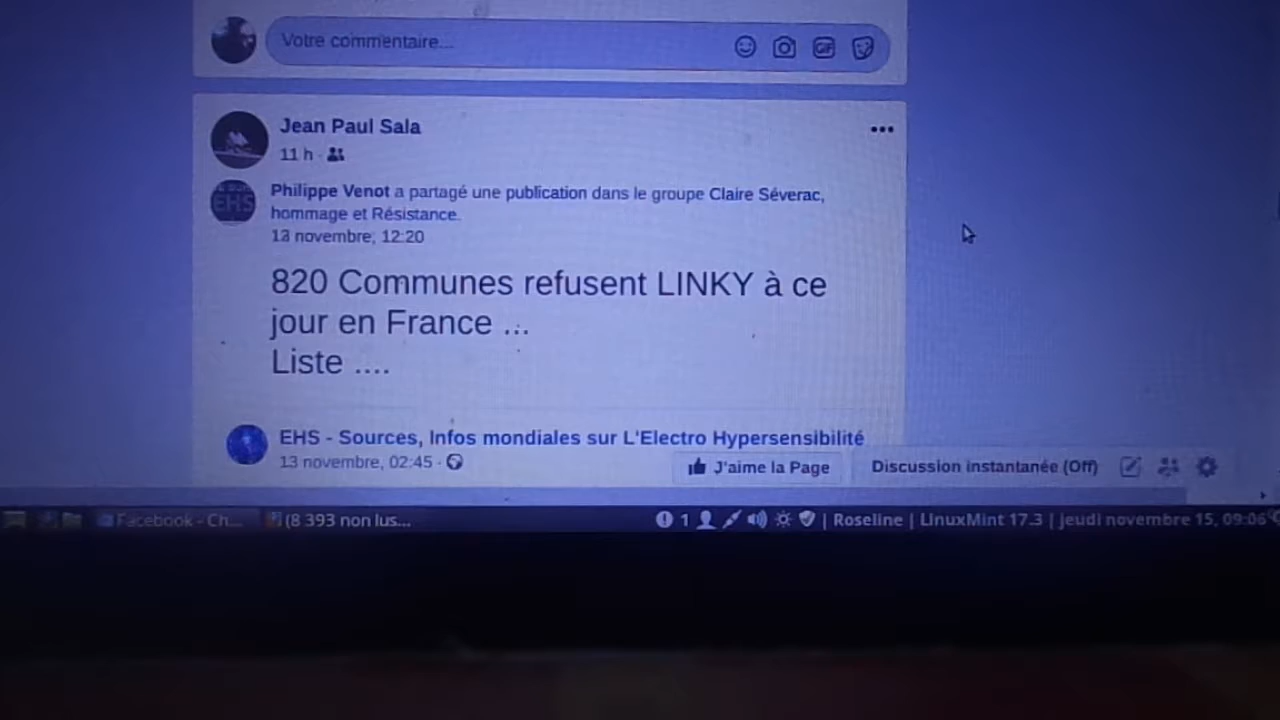 Votre commentaire...
GIF
Jean Paul Sala
11 h ·
EHS
Philippe Venot a partagé une publication dans le groupe Claire Séverac,
hommage et Résistance.
13 novembre, 12:20
820 Communes refusent LINKY à ce
jour en France ...
Liste ....
EHS - Sources, Infos mondiales sur L'Electro Hypersensibilité
13 novembre, 02:45 ·
J'aime la Page
Discussion instantanée (Off)
Facebook - Ch...
(8 393 non lus...
1 | Roseline | LinuxMint 17.3 | jeudi novembre 15, 09:06